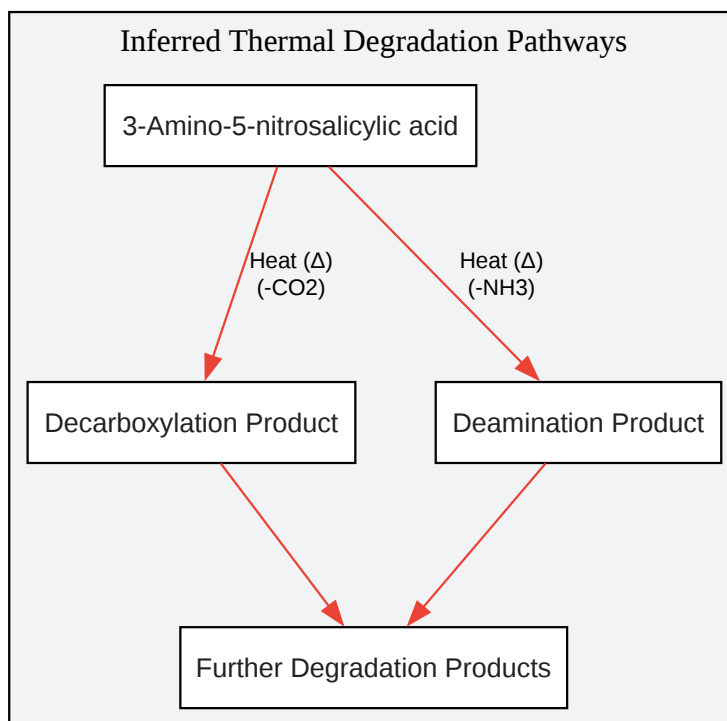 Inferred Thermal Degradation Pathways
3-Amino-5-nitrosalicylic acid
Heat (Δ)
(-CO2)
Heat (Δ)
(-NH3)
Decarboxylation Product
Deamination Product
Further Degradation Products